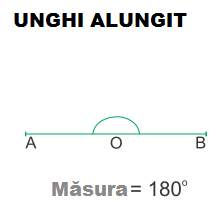 UNGHI ALUNGIT
A O B
Măsura = 180°